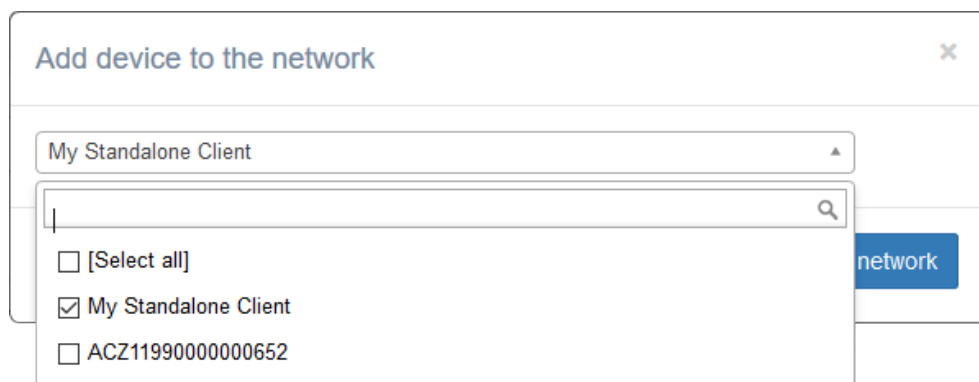 Add device to the network
×
My Standalone Client
[Select all]
network
My Standalone Client
ACZ11990000000652